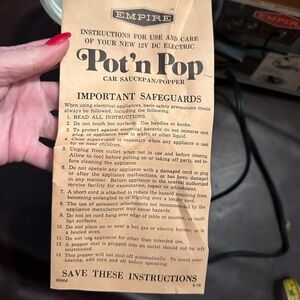 EMPIRE
INSTRUCTIONS FOR USE AND CARE
OF YOUR NEW 12V DC ELECTRIC
Pot'n Pop
CAR SAUCEPAN/POPPER
IMPORTANT SAFEGUARDS
When using electrical appliances, basic safety precautions should
always be followed, including the following:
1. READ ALL INSTRUCTIONS.
2. Do not touch hot surfaces. Use handles or knobs.
3. To protect against electrical hazards do not immerse cord,
plug, or appliance base in water or other liquid.
4. Close supervision is necessary when any appliance is used
by or near children.
5. Unplug from outlet when not in use and before cleaning.
Allow to cool before putting on or taking off parts, and be-
fore cleaning the appliance.
6. Do not operate any appliance with a damaged cord or plug
or after the appliance malfunctions, or has been damaged
in any manner. Return appliance to the nearest authorized
service facility for examination, repair or adjustment.
7. A short cord is attached to reduce the hazard resulting from
becoming entangled in or tripping over a longer cord.
8. The use of accessory attachments not recommended by the
appliance manufacturer may cause hazards.
9. Do not let cord hang over edge of table or counter, or touch
hot surfaces.
10. Do not place on or near a hot gas or electric burner, or in
a heated oven.
11. Do not use appliance for other than intended use.
12. A popper that is plugged into an outlet should not be left
unattended.
13. This popper will not shut off automatically. To avoid over-
heating, add corn and oil before operating.
SAVE THESE INSTRUCTIONS